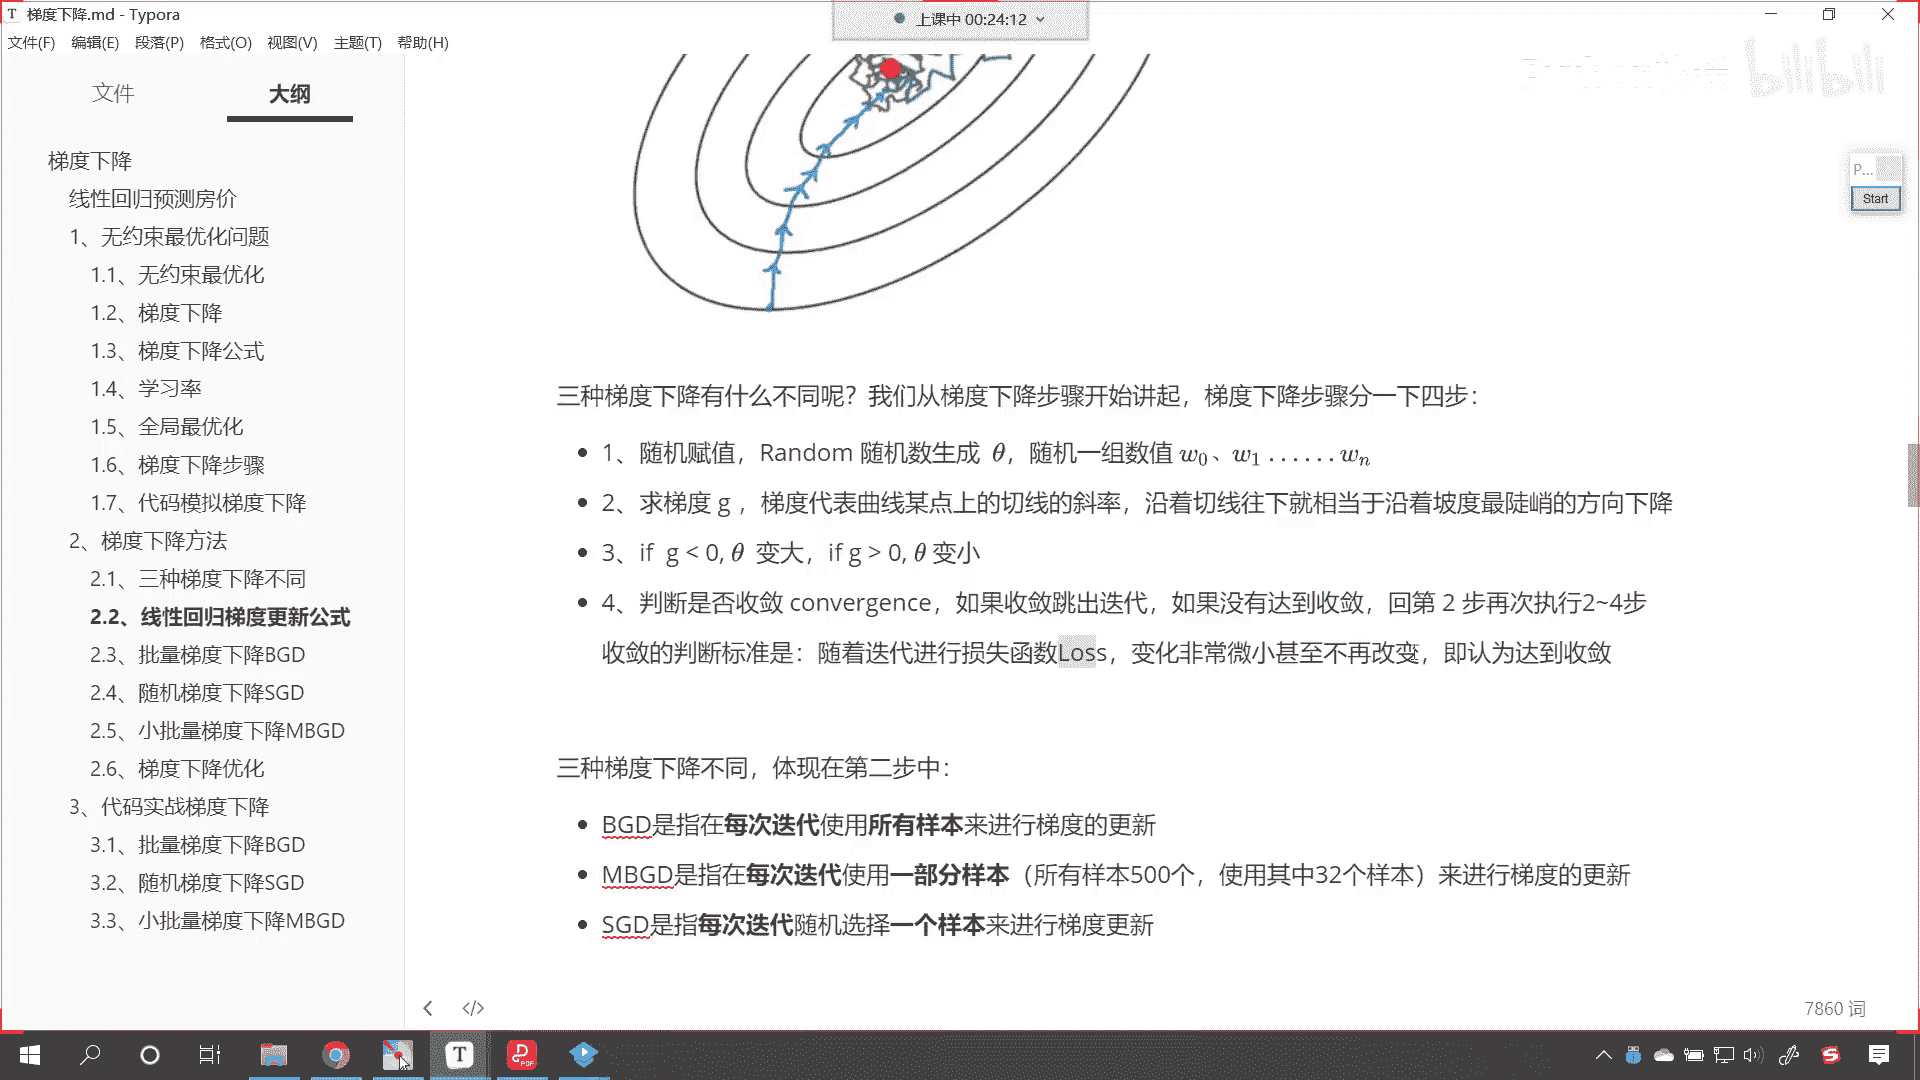 梯度下降.md - Typora
上课中 00:24:12
文件(F) 编辑(E) 段落(P) 格式(O) 视图(V) 主题(T) 帮助(H)
文件 大纲
梯度下降
线性回归预测房价
1、无约束最优化问题
1.1、无约束最优化
1.2、梯度下降
1.3、梯度下降公式
1.4、学习率
1.5、全局最优化
1.6、梯度下降步骤
1.7、代码模拟梯度下降
2、梯度下降方法
2.1、三种梯度下降不同
2.2、线性回归梯度更新公式
2.3、批量梯度下降BGD
2.4、随机梯度下降SGD
2.5、小批量梯度下降MBGD
2.6、梯度下降优化
3、代码实战梯度下降
3.1、批量梯度下降BGD
3.2、随机梯度下降SGD
3.3、小批量梯度下降MBGD
bilibili
P...
Start
三种梯度下降有什么不同呢？我们从梯度下降步骤开始讲起，梯度下降步骤分一下四步：
1、随机赋值，Random 随机数生成 θ，随机一组数值 w₀、w₁ ...... wₙ
2、求梯度 g ，梯度代表曲线某点上的切线的斜率，沿着切线往下就相当于沿着坡度最陡峭的方向下降
3、if g < 0, θ 变大，if g > 0, θ 变小
4、判断是否收敛 convergence，如果收敛跳出迭代，如果没有达到收敛，回第 2 步再次执行2~4步
收敛的判断标准是：随着迭代进行损失函数Loss，变化非常微小甚至不再改变，即认为达到收敛
三种梯度下降不同，体现在第二步中：
BGD是指在每次迭代使用所有样本来进行梯度的更新
MBGD是指在每次迭代使用一部分样本（所有样本500个，使用其中32个样本）来进行梯度的更新
SGD是指每次迭代随机选择一个样本来进行梯度更新
7860 词